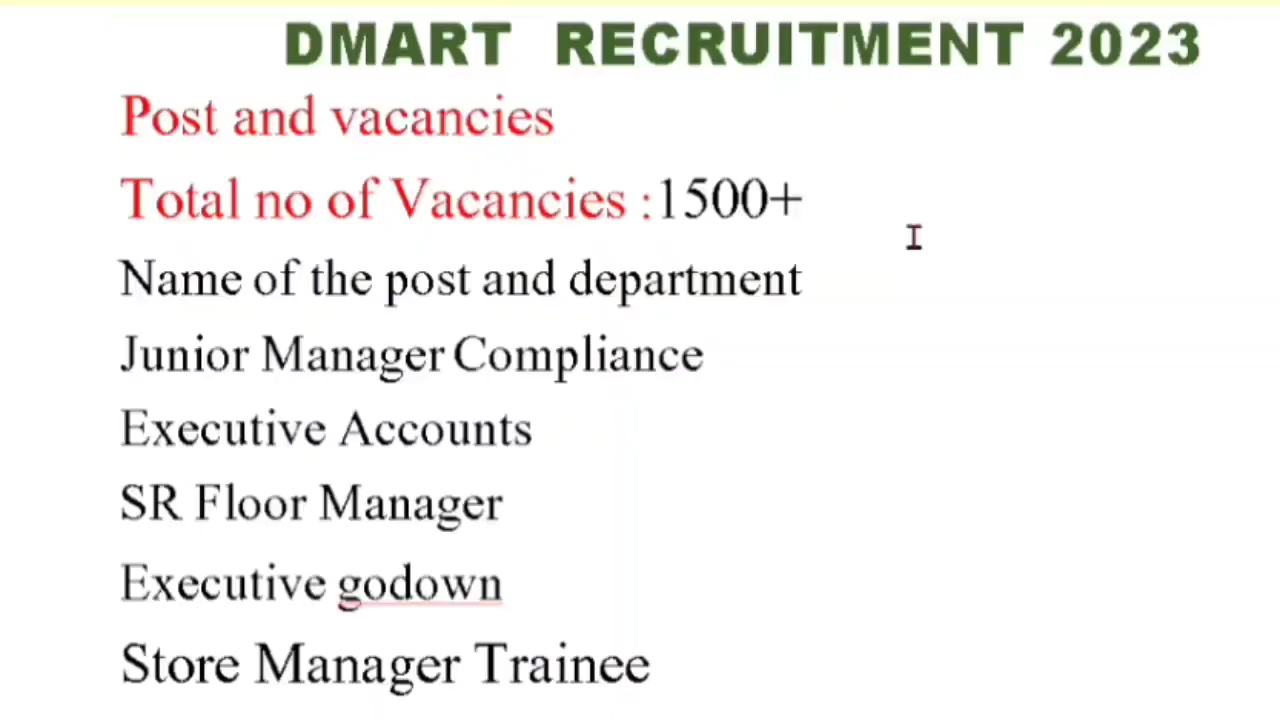 DMART RECRUITMENT 2023
Post and vacancies
Total no of Vacancies :1500+
Name of the post and department
Junior Manager Compliance
Executive Accounts
SR Floor Manager
Executive godown
Store Manager Trainee